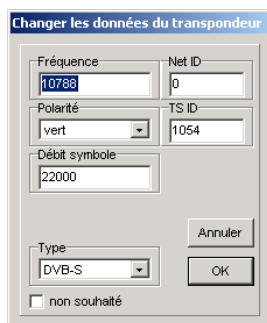 Changer les données du transpondeur
Fréquence
10788
Net ID
0
Polarité
vert
TS ID
1054
Débit symbole
22000
Annuler
Type
DVB-S
OK
non souhaité